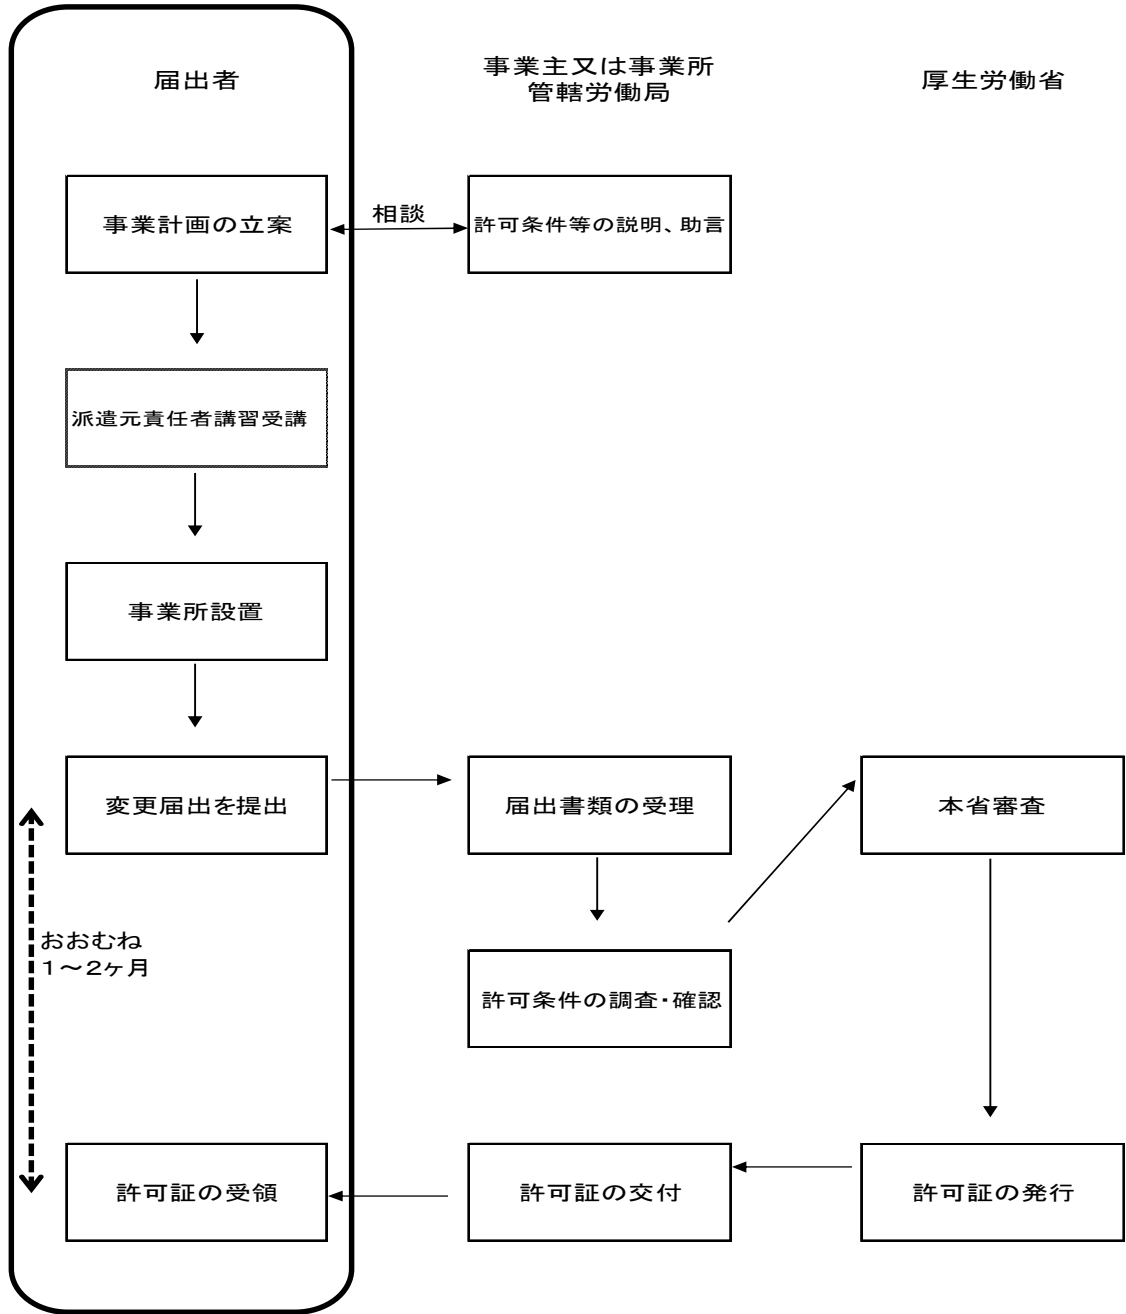 届出者
事業主又は事業所
管轄労働局
厚生労働省
事業計画の立案
相談
許可条件等の説明、助言
派遣元責任者講習受講
事業所設置
変更届出を提出
届出書類の受理
本省審査
おおむね
1～2ヶ月
許可条件の調査・確認
許可証の受領
許可証の交付
許可証の発行